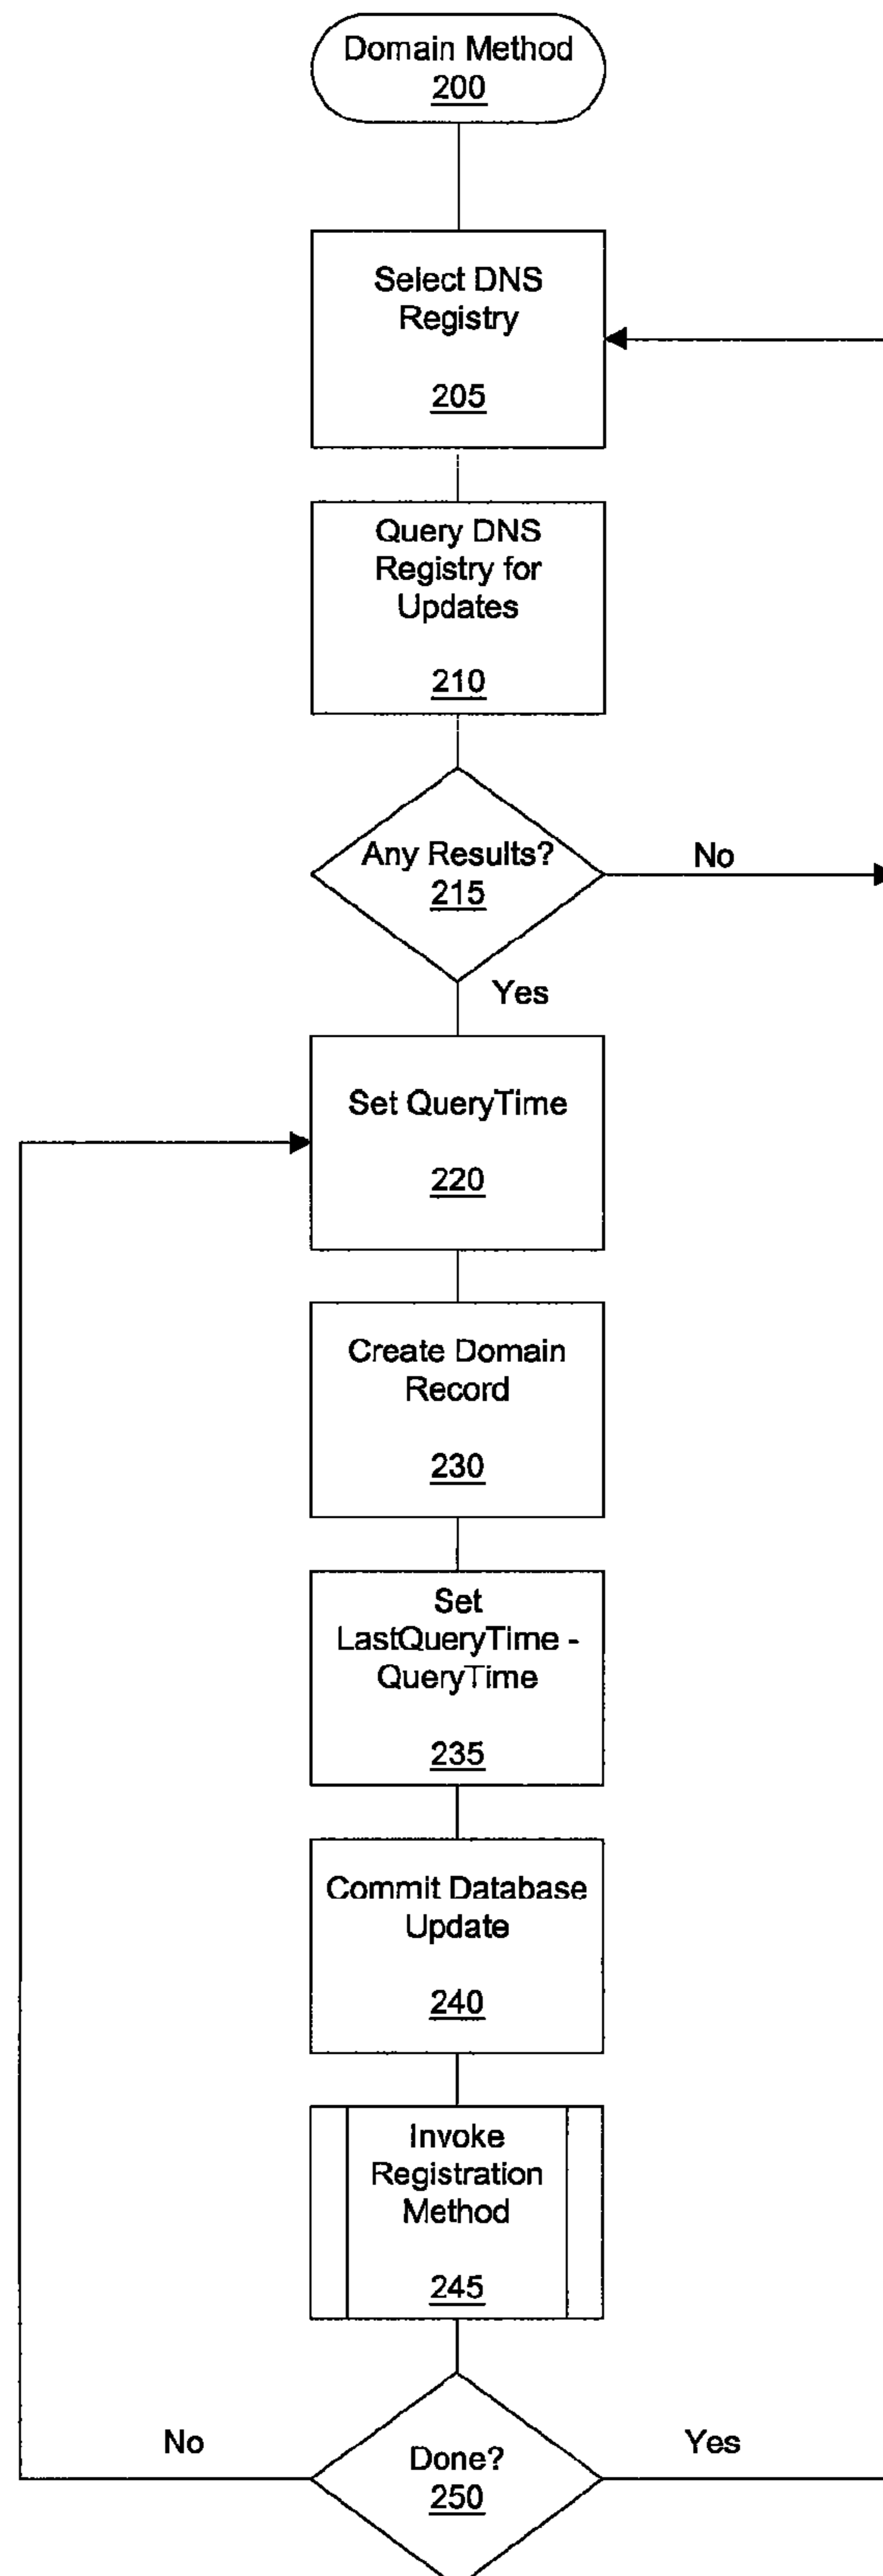 Domain Method
200
Select DNS
Registry
205
Query DNS
Registry for
Updates
210
Any Results?
215
No
Yes
Set QueryTime
220
Create Domain
Record
230
Set
LastQueryTime -
QueryTime
235
Commit Database
Update
240
Invoke
Registration
Method
245
No
Done?
250
Yes